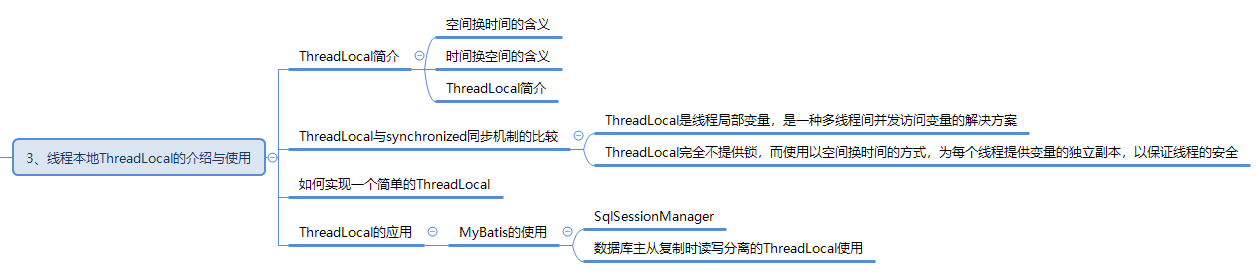 3、线程本地ThreadLocal的介绍与使用
ThreadLocal简介
空间换时间的含义
时间换空间的含义
ThreadLocal简介
ThreadLocal与synchronized同步机制的比较
ThreadLocal是线程局部变量，是一种多线程间并发访问变量的解决方案
ThreadLocal完全不提供锁，而使用以空间换时间的方式，为每个线程提供变量的独立副本，以保证线程的安全
如何实现一个简单的ThreadLocal
ThreadLocal的应用
MyBatis的使用
SqlSessionManager
数据库主从复制时读写分离的ThreadLocal使用